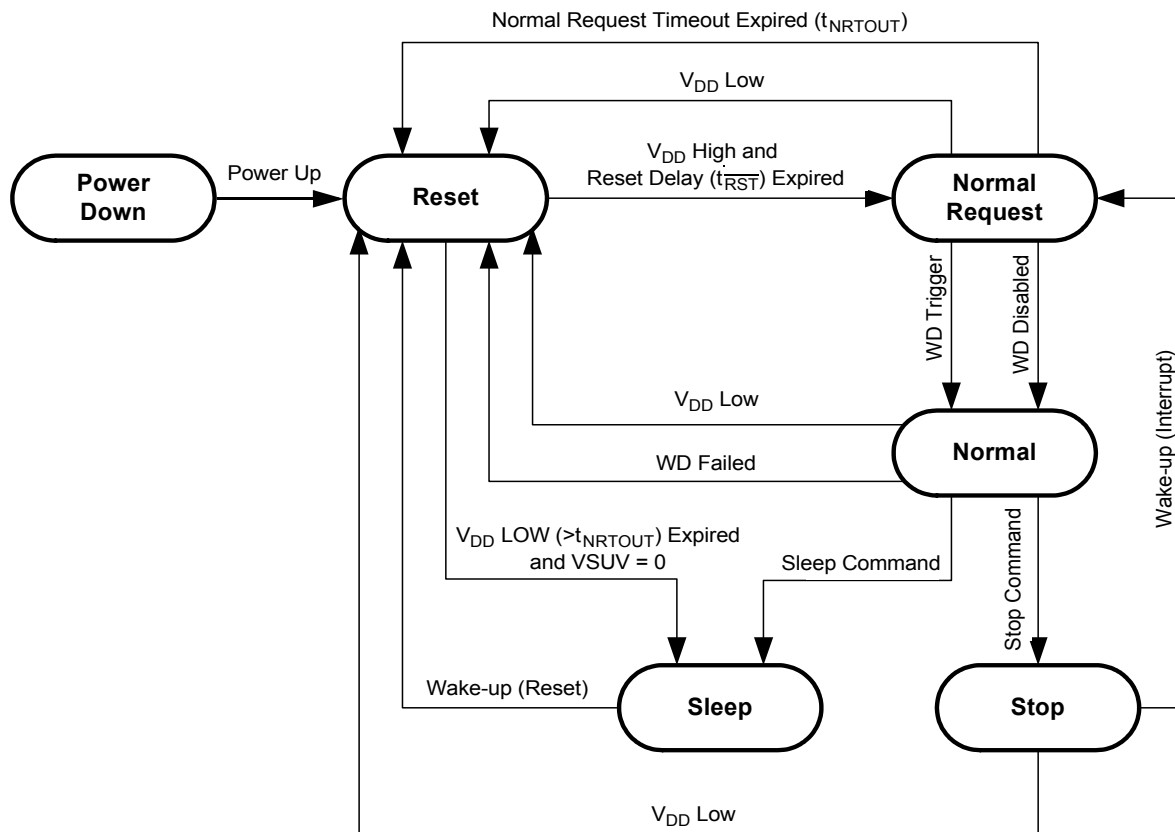 Normal Request Timeout Expired (tNRTOUT)
VDD Low
Power
Down
Power Up
Reset
VDD High and
Reset Delay (tRST) Expired
Normal
Request
WD Trigger
WD Disabled
Wake-up (Interrupt)
VDD Low
Normal
WD Failed
VDD LOW (>tNRTOUT) Expired
and VSUV = 0
Sleep Command
Stop Command
Wake-up (Reset)
Sleep
Stop
VDD Low